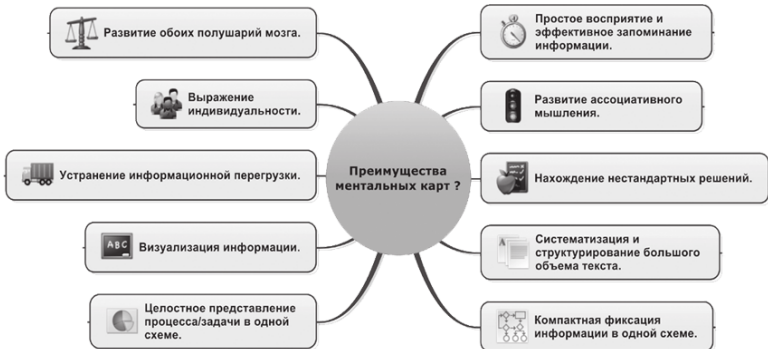 Развитие обоих полушарий мозга.
Выражение
индивидуальности.
Устранение информационной перегрузки.
ABC
Визуализация информации.
Целостное представление
процесса/задачи в одной
схеме.
Преимущества
ментальных карт ?
Простое восприятие и
эффективное запоминание
информации.
Развитие ассоциативного
мышления.
Нахождение нестандартных решений.
A
Систематизация и
структурирование большого
объема текста.
Компактная фиксация
информации в одной схеме.